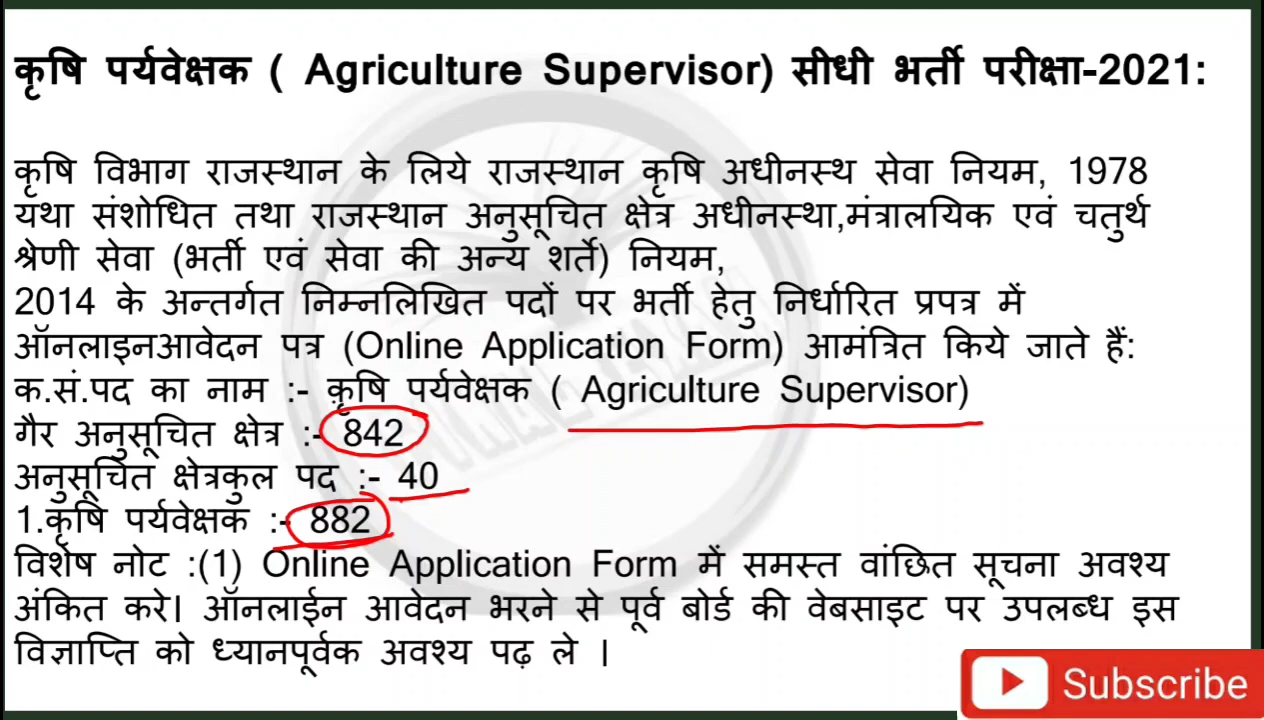 कृषि पर्यवेक्षक ( Agriculture Supervisor) सीधी भर्ती परीक्षा-2021:
कृषि विभाग राजस्थान के लिये राजस्थान कृषि अधीनस्थ सेवा नियम, 1978
यथा संशोधित तथा राजस्थान अनुसूचित क्षेत्र अधीनस्था,मंत्रालयिक एवं चतुर्थ
श्रेणी सेवा (भर्ती एवं सेवा की अन्य शर्ते) नियम,
2014 के अन्तर्गत निम्नलिखित पदों पर भर्ती हेतु निर्धारित प्रपत्र में
ऑनलाइनआवेदन पत्र (Online Application Form) आमंत्रित किये जाते हैं:
क.सं.पद का नाम :- कृषि पर्यवेक्षक ( Agriculture Supervisor)
गैर अनुसूचित क्षेत्र :- 842
अनुसूचित क्षेत्रकुल पद :- 40
1.कृषि पर्यवेक्षक :- 882
विशेष नोट :(1) Online Application Form में समस्त वांछित सूचना अवश्य
अंकित करे। ऑनलाईन आवेदन भरने से पूर्व बोर्ड की वेबसाइट पर उपलब्ध इस
विज्ञाप्ति को ध्यानपूर्वक अवश्य पढ़ ले ।
Subscribe